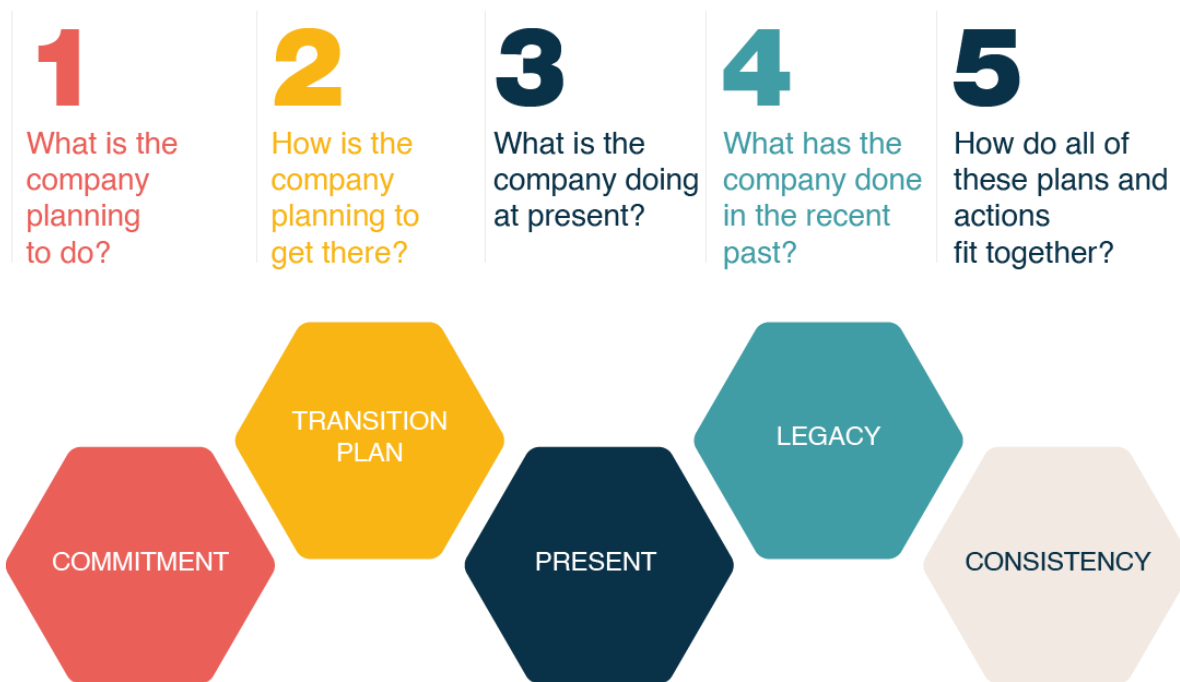 1
What is the
company
planning
to do?
2
How is the
company
planning to
get there?
3
What is the
company doing
at present?
4
What has the
company done
in the recent
past?
5
How do all of
these plans and
actions
fit together?
COMMITMENT
TRANSITION
PLAN
PRESENT
LEGACY
CONSISTENCY